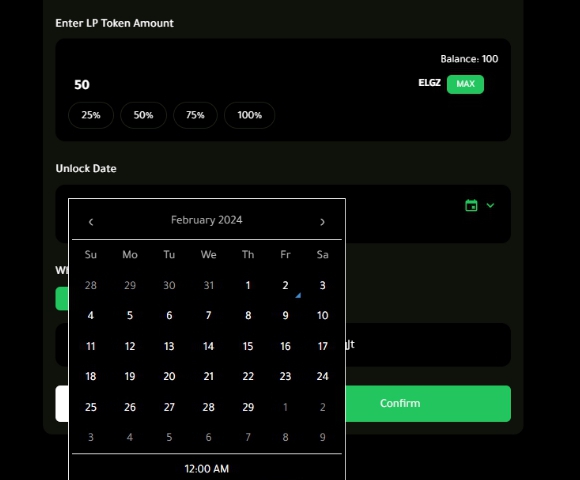 Enter LP Token Amount
Balance: 100
50
ELGZ MAX
25% 50% 75% 100%
Unlock Date
‹ February 2024 ›
Su Mo Tu We Th Fr Sa
28 29 30 31 1 2 3
4 5 6 7 8 9 10
11 12 13 14 15 16 17
18 19 20 21 22 23 24
25 26 27 28 29 1 2
3 4 5 6 7 8 9
12:00 AM
Confirm